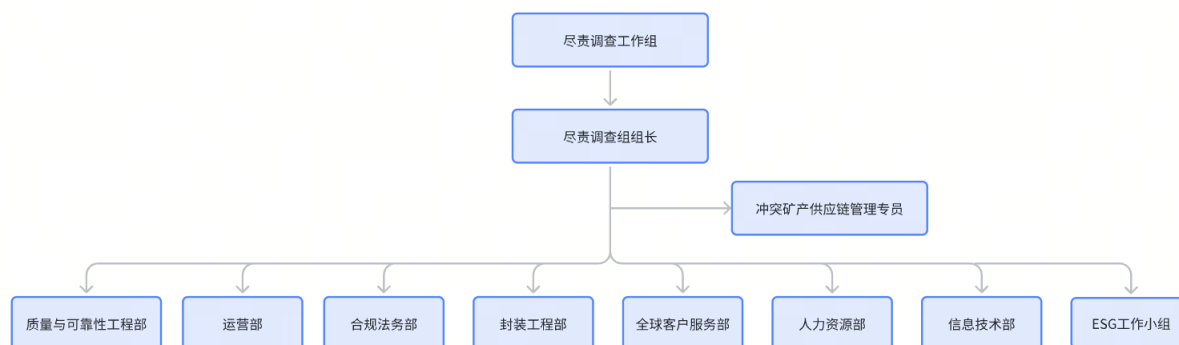 尽责调查工作组
尽责调查组组长
冲突矿产供应链管理专员
质量与可靠性工程部
运营部
合规法务部
封装工程部
全球客户服务部
人力资源部
信息技术部
ESG工作小组